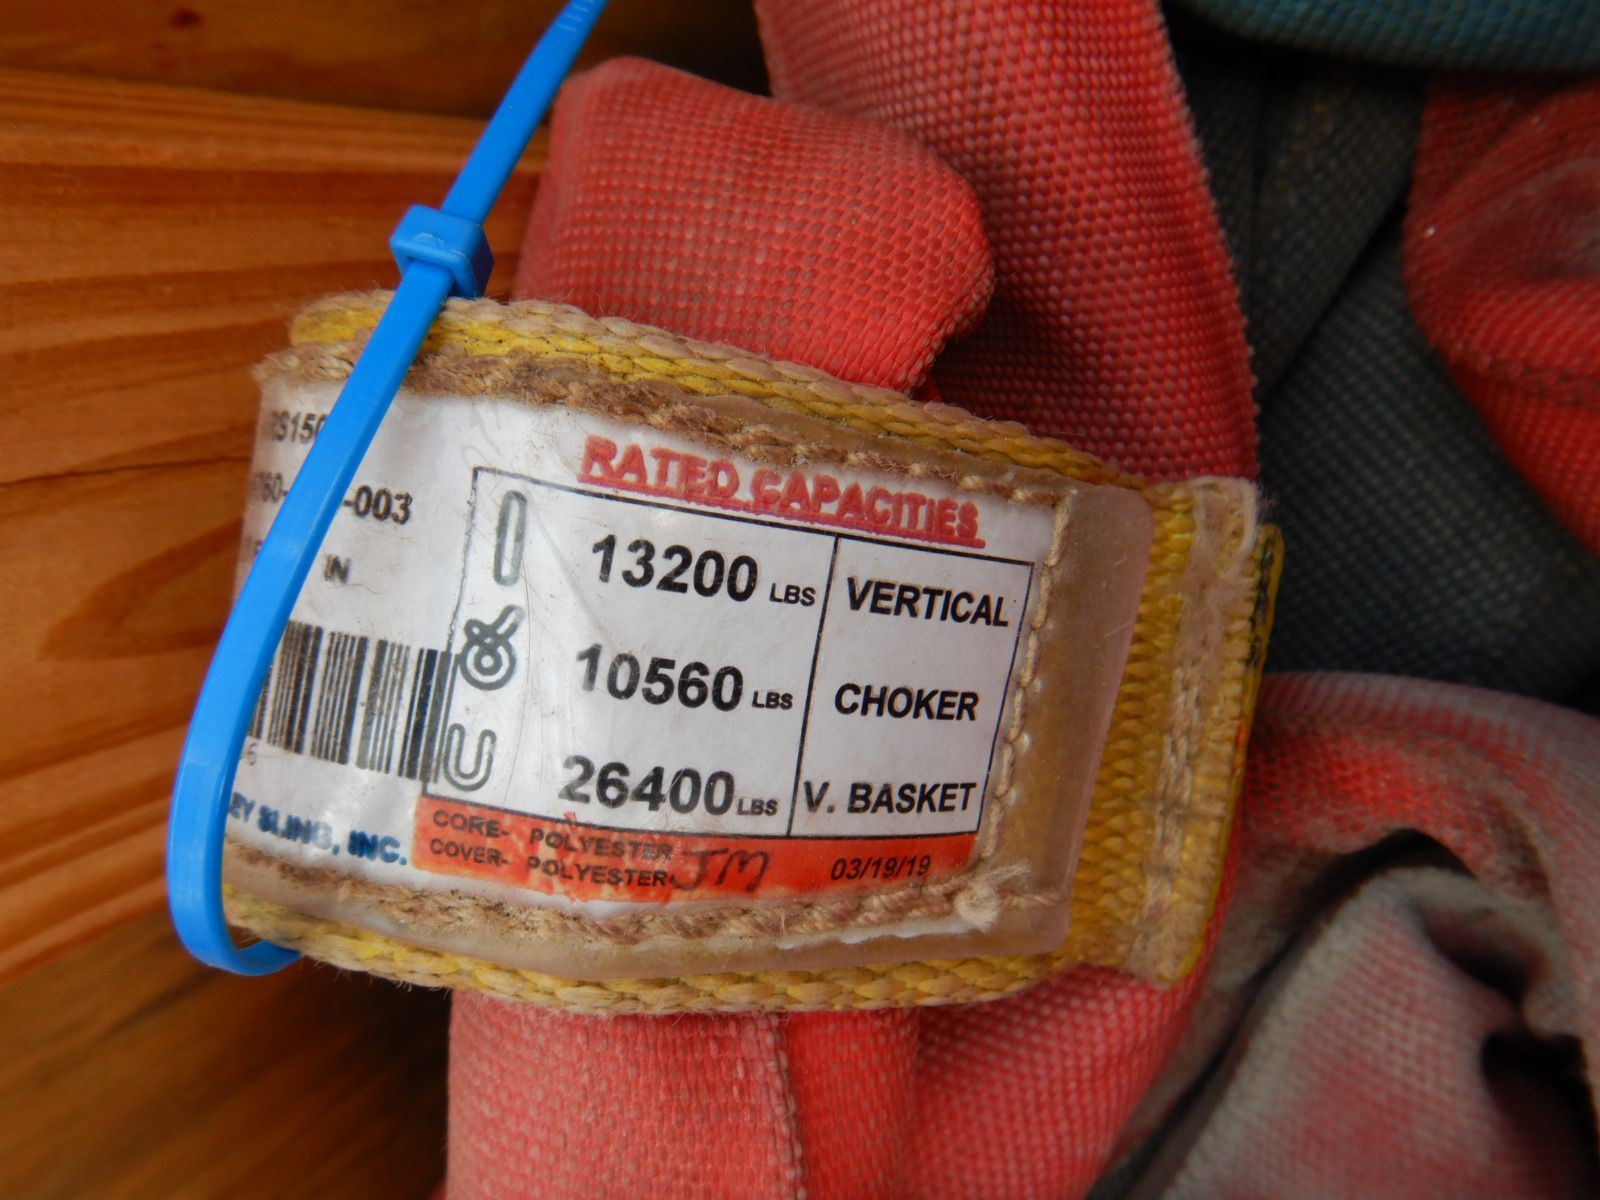 -003
IN
RATED CAPACITIES
13200 LBS VERTICAL
10560 LBS CHOKER
26400 LBS V. BASKET
CORE- POLYESTER
COVER- POLYESTER JM 03/19/19
SLING, INC.